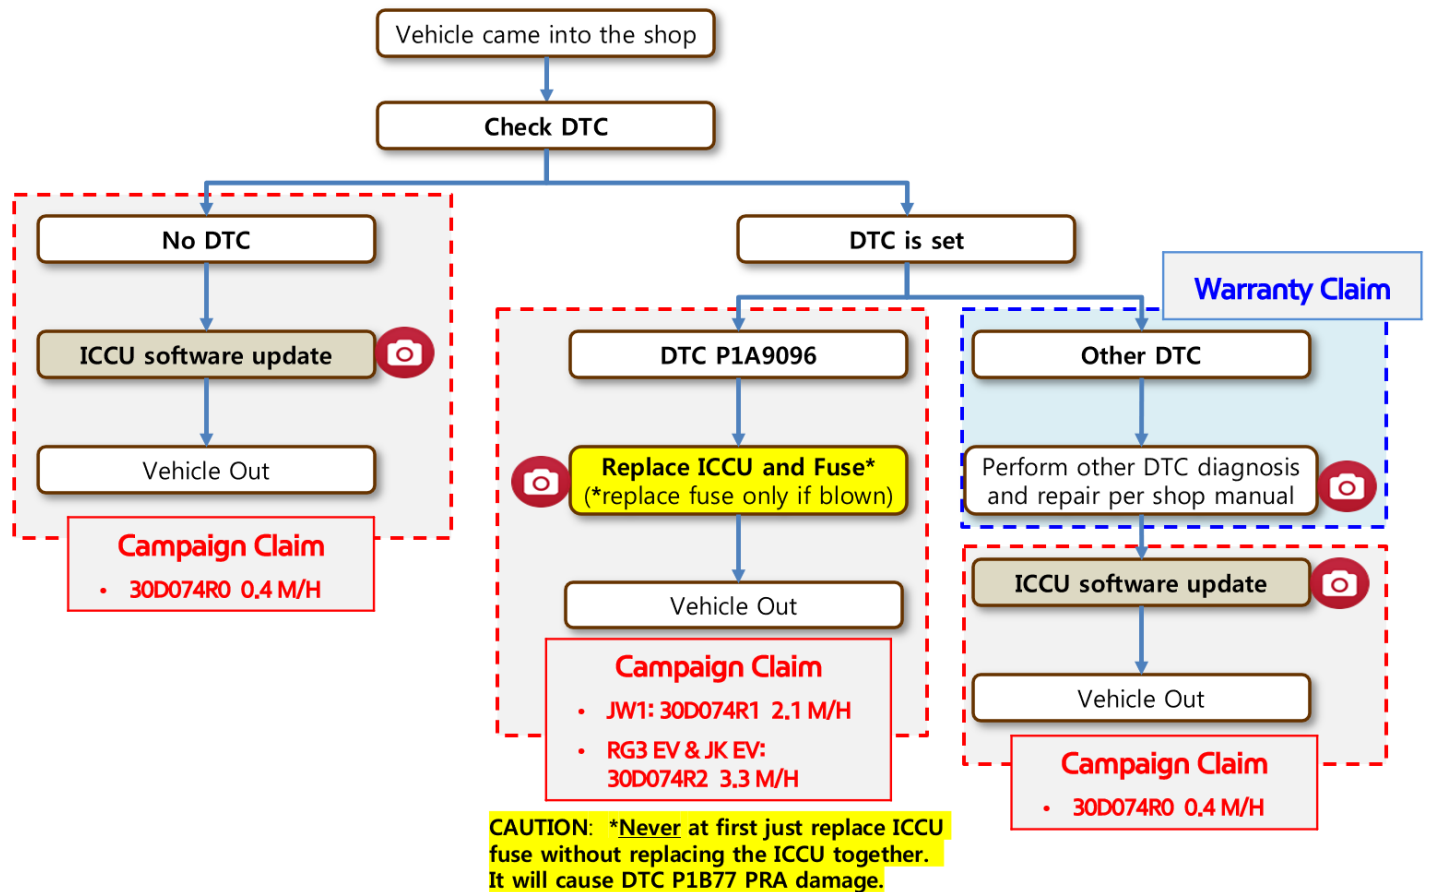 Vehicle came into the shop
Check DTC
No DTC
ICCU software update
Vehicle Out
Campaign Claim
• 30D074R0 0.4 M/H
DTC is set
DTC P1A9096
Replace ICCU and Fuse*
(*replace fuse only if blown)
Vehicle Out
Campaign Claim
• JW1: 30D074R1 2.1 M/H
• RG3 EV & JK EV:
30D074R2 3.3 M/H
CAUTION: *Never at first just replace ICCU
fuse without replacing the ICCU together.
It will cause DTC P1B77 PRA damage.
Warranty Claim
Other DTC
Perform other DTC diagnosis
and repair per shop manual
ICCU software update
Vehicle Out
Campaign Claim
• 30D074R0 0.4 M/H